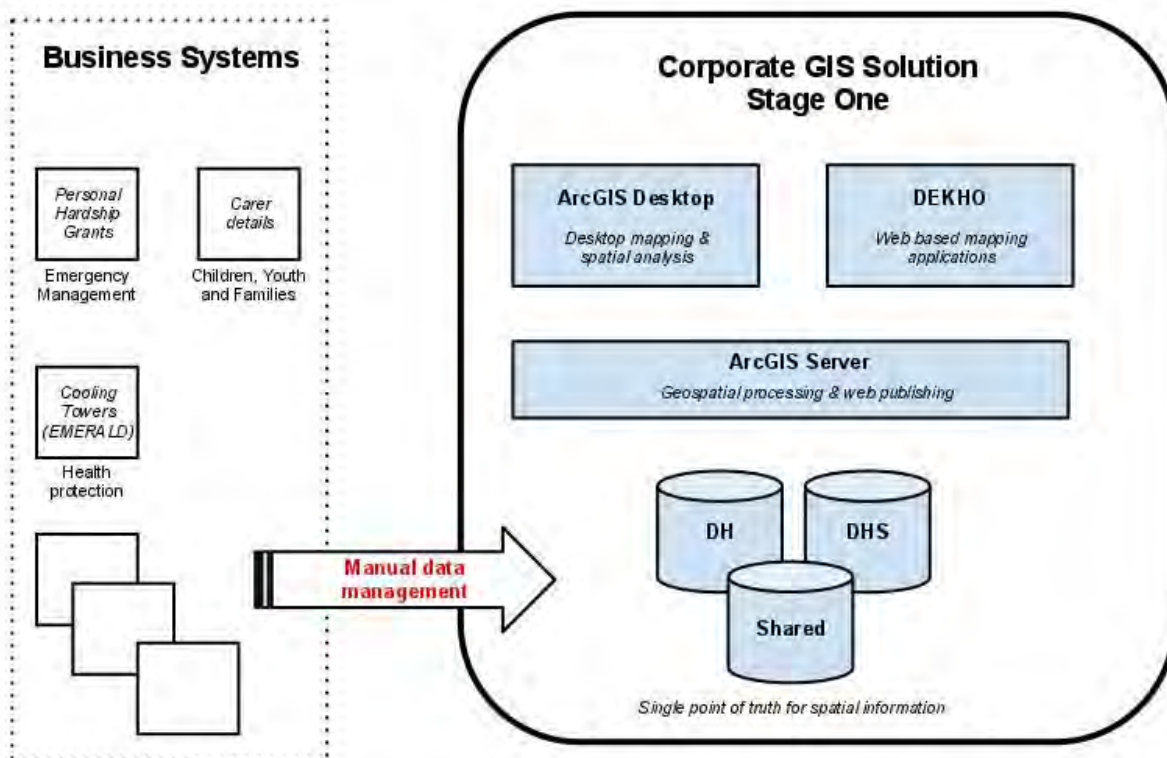 Business Systems
Personal
Hardship
Grants
Emergency
Management
Carer
details
Children, Youth
and Families
Cooling
Towers
(EMERALD)
Health
protection
Manual data
management
Corporate GIS Solution
Stage One
ArcGIS Desktop
Desktop mapping &
spatial analysis
DEKHO
Web based mapping
applications
ArcGIS Server
Geospatial processing & web publishing
DH
DHS
Shared
Single point of truth for spatial information